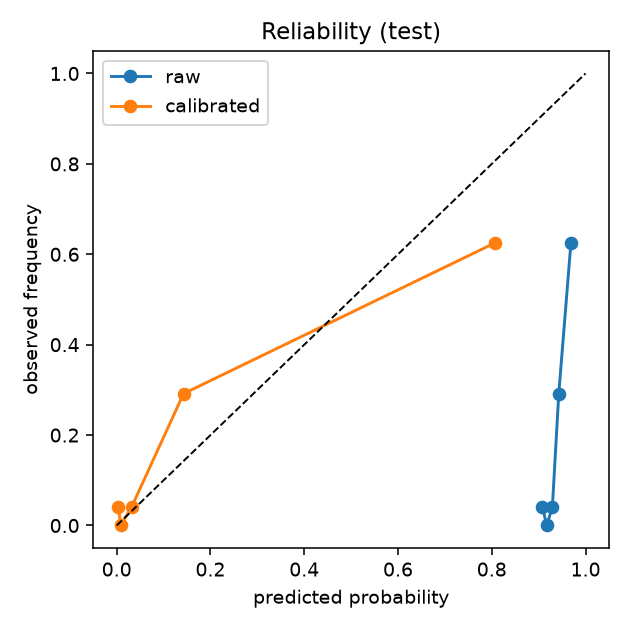 Reliability (test)
raw
calibrated
1.0
0.8
0.6
0.4
0.2
0.0
observed frequency
0.0 0.2 0.4 0.6 0.8 1.0
predicted probability